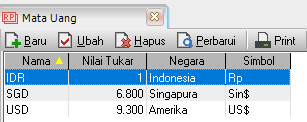 RP Mata Uang
Baru Ubah Hapus Perbarui Print
Nama Nilai Tukar Negara Simbol
IDR 1 Indonesia Rp
SGD 6.800 Singapura Sin$
USD 9.300 Amerika US$